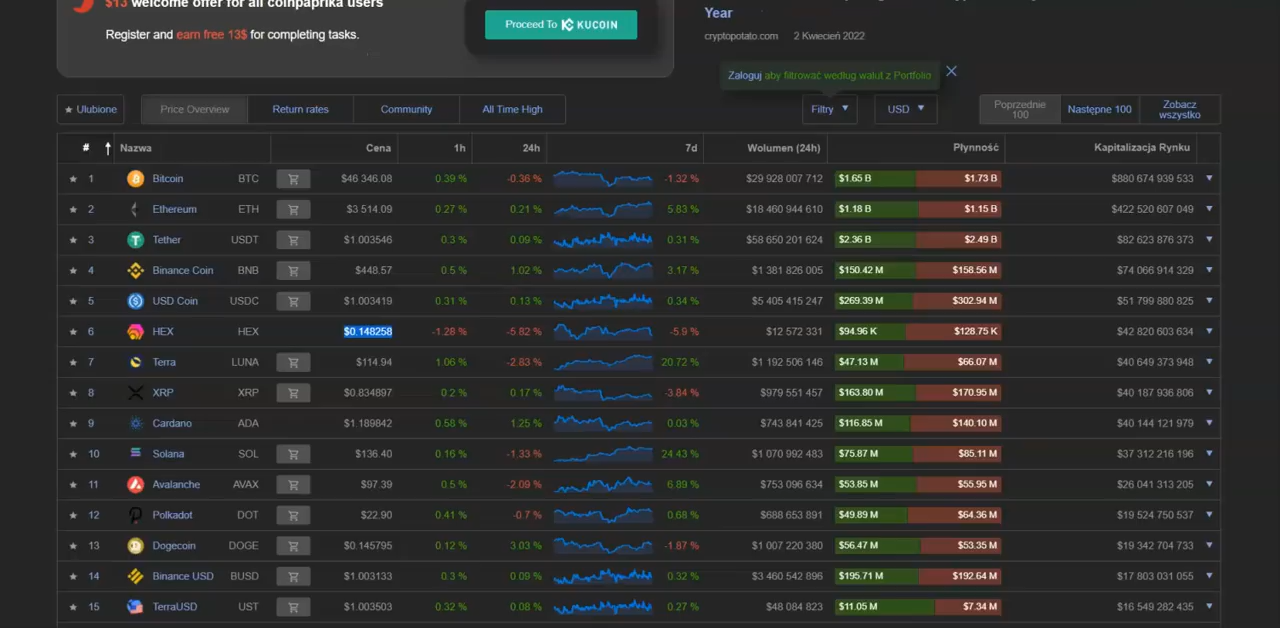 $13 welcome offer for all coinpaprika users
Register and earn free 13$ for completing tasks.
Proceed To KUCOIN
Year
cryptopotato.com 2 Kwiecień 2022
Zaloguj aby filtrować według walut z Portfolio
★ Ulubione Price Overview Return rates Community All Time High Filtry ▼ USD ▼ Poprzednie 100 Następne 100 Zobacz wszystko
# Nazwa Cena 1h 24h 7d Wolumen (24h) Płynność Kapitalizacja Rynku
1 Bitcoin BTC $46 346.08 0.39 % -0.36 % -1.32 % $29 928 007 712 $1.65 B $1.73 B $880 674 939 533
2 Ethereum ETH $3 514.09 0.27 % 0.21 % 5.83 % $18 460 944 610 $1.18 B $1.15 B $422 520 607 049
3 Tether USDT $1.003546 0.3 % 0.09 % 0.31 % $58 650 201 624 $2.36 B $2.49 B $82 623 876 373
4 Binance Coin BNB $448.57 0.5 % 1.02 % 3.17 % $1 381 826 005 $150.42 M $158.56 M $74 066 914 329
5 USD Coin USDC $1.003419 0.31 % 0.13 % 0.34 % $5 405 415 247 $269.39 M $302.94 M $51 799 880 825
6 HEX HEX $0.148258 -1.28 % -5.82 % -5.9 % $12 572 331 $94.96 K $128.75 K $42 820 603 634
7 Terra LUNA $114.94 1.06 % -2.83 % 20.72 % $1 192 506 146 $47.13 M $66.07 M $40 649 373 948
8 XRP XRP $0.834897 0.2 % 0.17 % -3.84 % $979 551 457 $163.80 M $170.95 M $40 187 936 806
9 Cardano ADA $1.189842 0.58 % 1.25 % 0.03 % $743 841 425 $116.85 M $140.10 M $40 144 121 979
10 Solana SOL $136.40 0.16 % -1.33 % 24.43 % $1 070 992 483 $75.87 M $85.11 M $37 312 216 196
11 Avalanche AVAX $97.39 0.5 % -2.09 % 6.89 % $753 096 634 $53.85 M $55.95 M $26 041 313 205
12 Polkadot DOT $22.90 0.41 % -0.7 % 0.68 % $688 653 891 $49.89 M $64.36 M $19 524 750 537
13 Dogecoin DOGE $0.145795 0.12 % 3.03 % -1.87 % $1 007 220 380 $56.47 M $53.35 M $19 342 704 733
14 Binance USD BUSD $1.003133 0.3 % 0.09 % 0.32 % $3 460 542 896 $195.71 M $192.64 M $17 803 031 055
15 TerraUSD UST $1.003503 0.32 % 0.08 % 0.27 % $48 084 823 $11.05 M $7.34 M $16 549 282 435